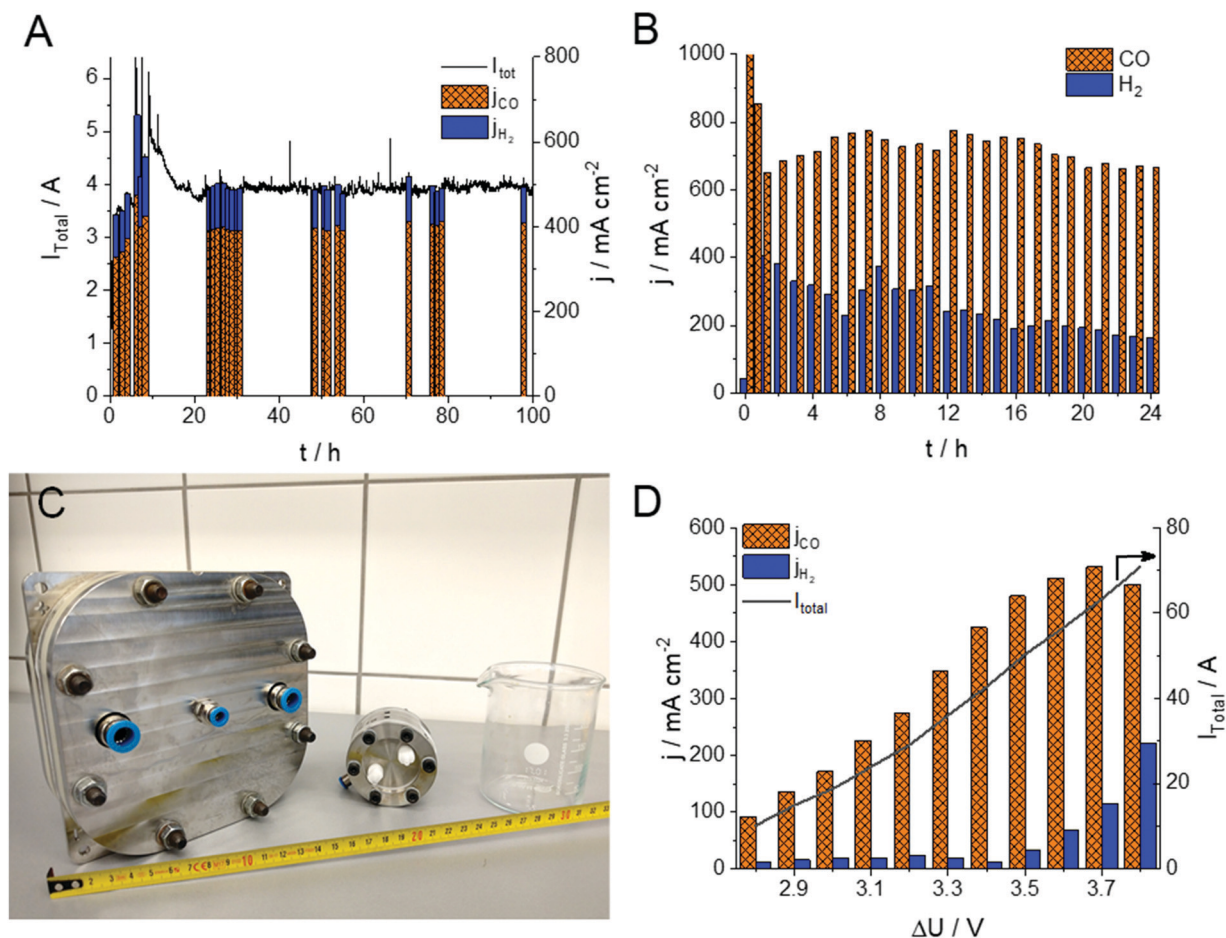 A
I_tot
j_CO
j_H₂
I_Total / A
6
5
4
3
2
1
0
0 20 40 60 80 100
t / h
800
600
400
200
0
j / mA cm⁻²
B
CO
H₂
j / mA cm⁻²
1000
800
600
400
200
0
0 4 8 12 16 20 24
t / h
C
D
j_CO
j_H₂
I_total
j / mA cm⁻²
600
500
400
300
200
100
0
2.9 3.1 3.3 3.5 3.7
ΔU / V
80
60
40
20
0
I_Total / A